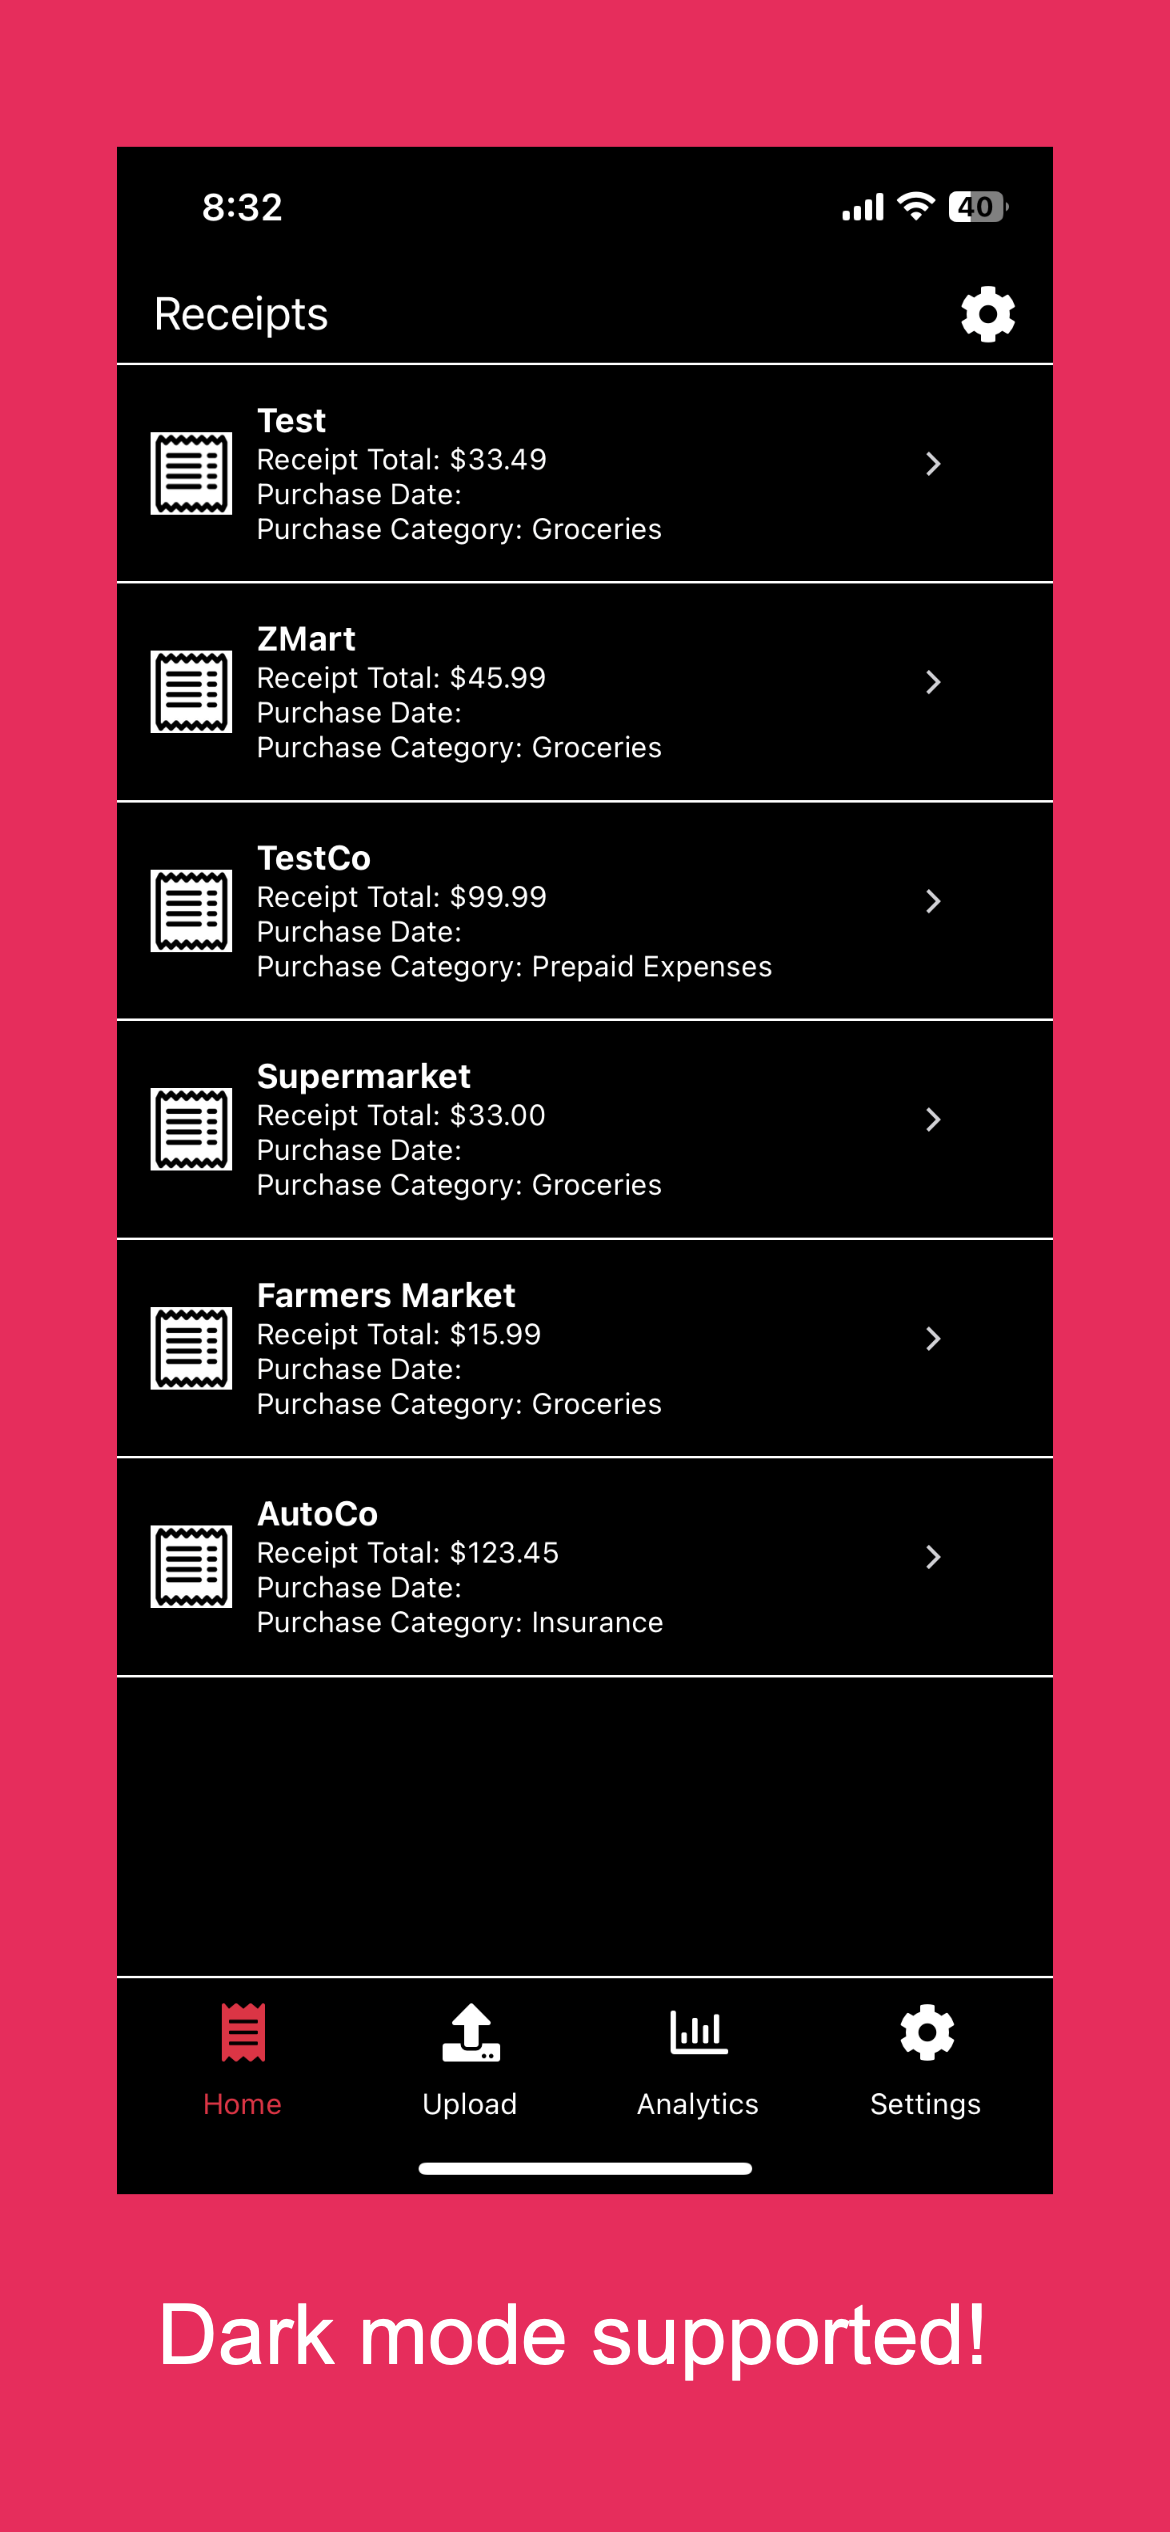 8:32
40
Receipts
Test
Receipt Total: $33.49
Purchase Date:
Purchase Category: Groceries
ZMart
Receipt Total: $45.99
Purchase Date:
Purchase Category: Groceries
TestCo
Receipt Total: $99.99
Purchase Date:
Purchase Category: Prepaid Expenses
Supermarket
Receipt Total: $33.00
Purchase Date:
Purchase Category: Groceries
Farmers Market
Receipt Total: $15.99
Purchase Date:
Purchase Category: Groceries
AutoCo
Receipt Total: $123.45
Purchase Date:
Purchase Category: Insurance
Home
Upload
Analytics
Settings
Dark mode supported!